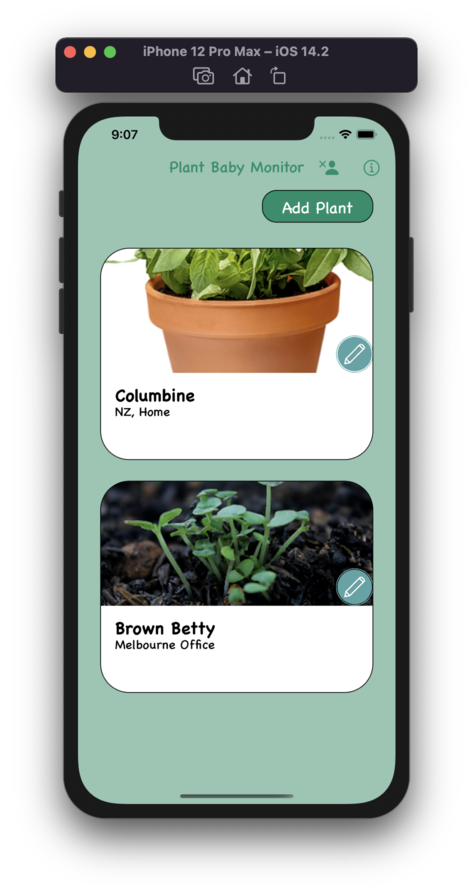 iPhone 12 Pro Max – iOS 14.2
9:07
Plant Baby Monitor
Add Plant
Columbine
NZ, Home
Brown Betty
Melbourne Office